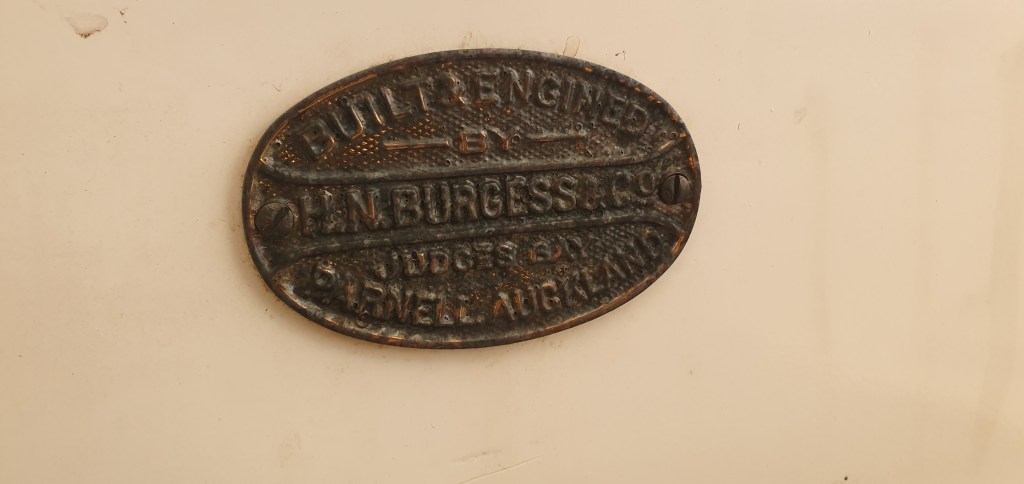 BUILT & ENGINED
BY
H.N. BURGESS & CO
JUDGES BAY
PARNELL AUCKLAND